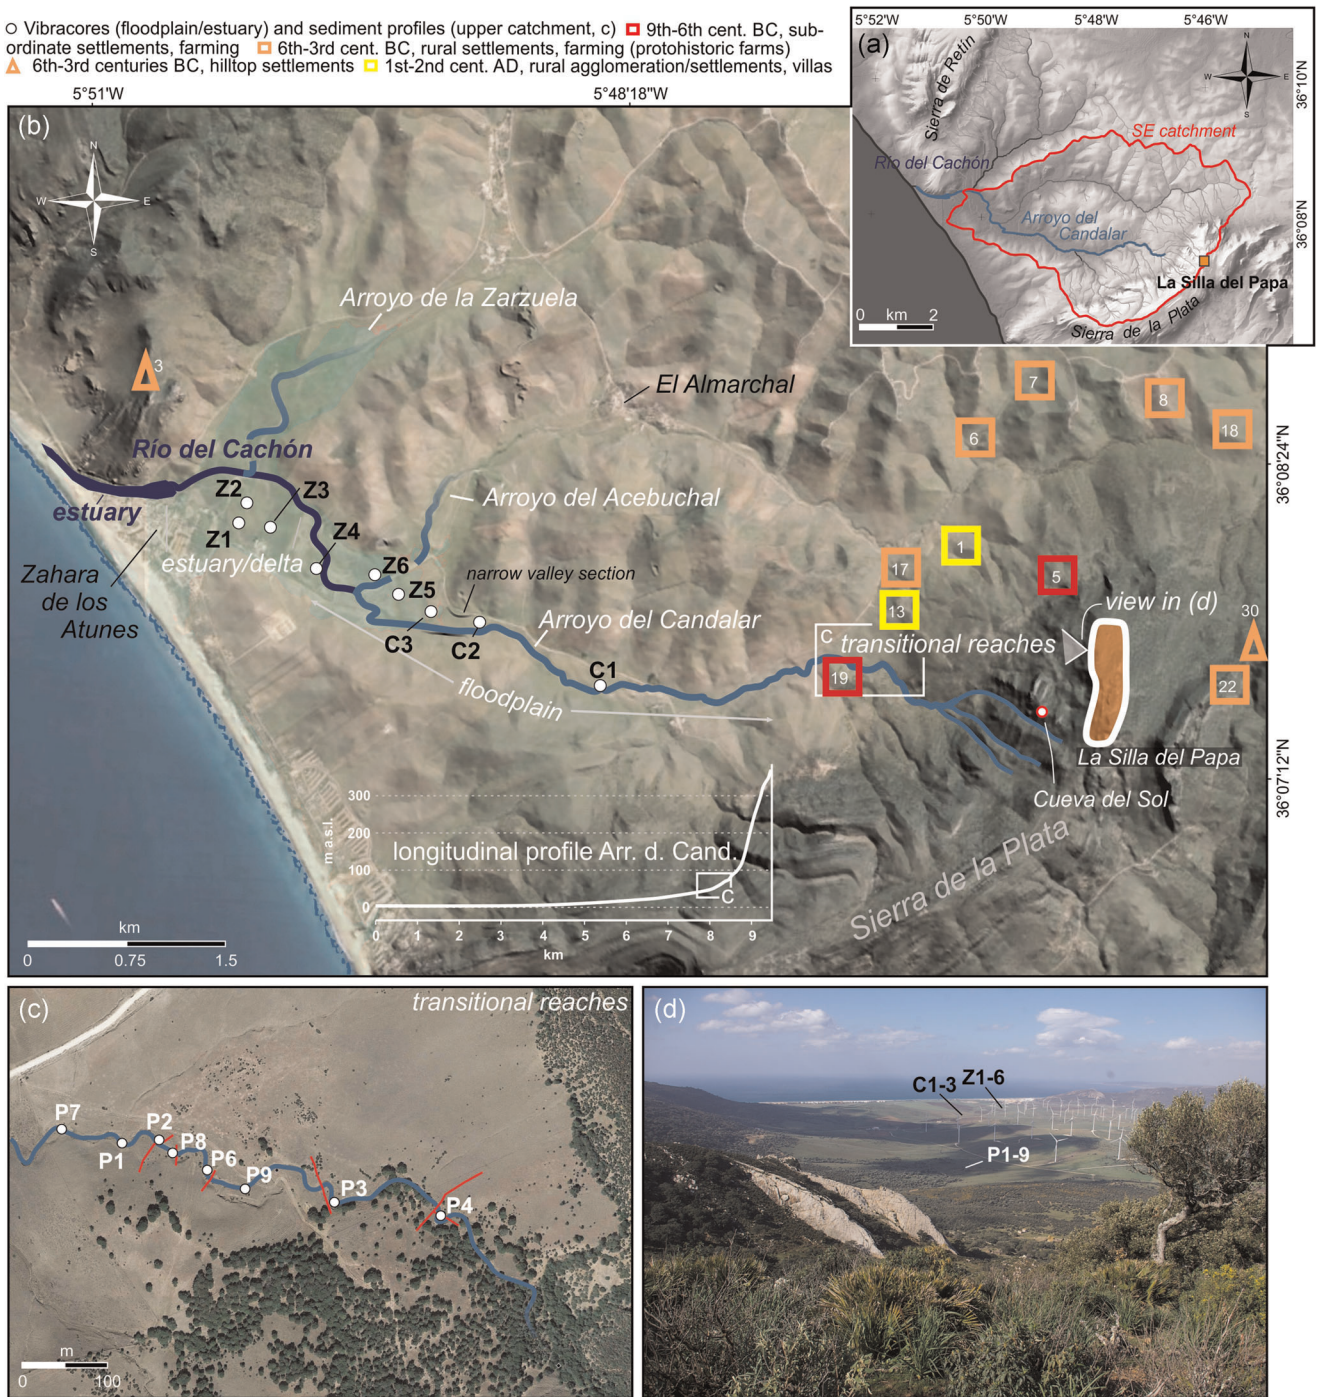 Vibracores (floodplain/estuary) and sediment profiles (upper catchment, c) 9th-6th cent. BC, sub-
ordinate settlements, farming 6th-3rd cent. BC, rural settlements, farming (protohistoric farms)
6th-3rd centuries BC, hilltop settlements 1st-2nd cent. AD, rural agglomeration/settlements, villas
5°51'W
5°48'18"W
(a)
5°52'W
5°50'W
5°48'W
5°46'W
N
W
E
S
Sierra de Retín
SE catchment
Río del Cachón
Arroyo del
Candalar
La Silla del Papa
Sierra de la Plata
0 km 2
36°10'N
36°08'N
(b)
N
W
E
S
3
Arroyo de la Zarzuela
El Almarchal
Río del Cachón
estuary
Z2
Z3
Z1
Z4
estuary/delta
Zahara
de los
Atunes
Arroyo del Acebuchal
Z6
Z5
narrow valley section
C3
C2
Arroyo del Candalar
C1
floodplain
7
8
6
18
1
17
5
13
view in (d)
30
C
transitional reaches
19
22
La Silla del Papa
Cueva del Sol
Sierra de la Plata
36°08'24"N
36°07'12"N
m a.s.l.
300
200
100
0
longitudinal profile Arr. d. Cand.
C
0 1 2 3 4 5 6 7 8 9
km
km
0 0.75 1.5
(c)
transitional reaches
P7
P1
P2
P8
P6
P9
P3
P4
m
0 100
(d)
C1-3
Z1-6
P1-9